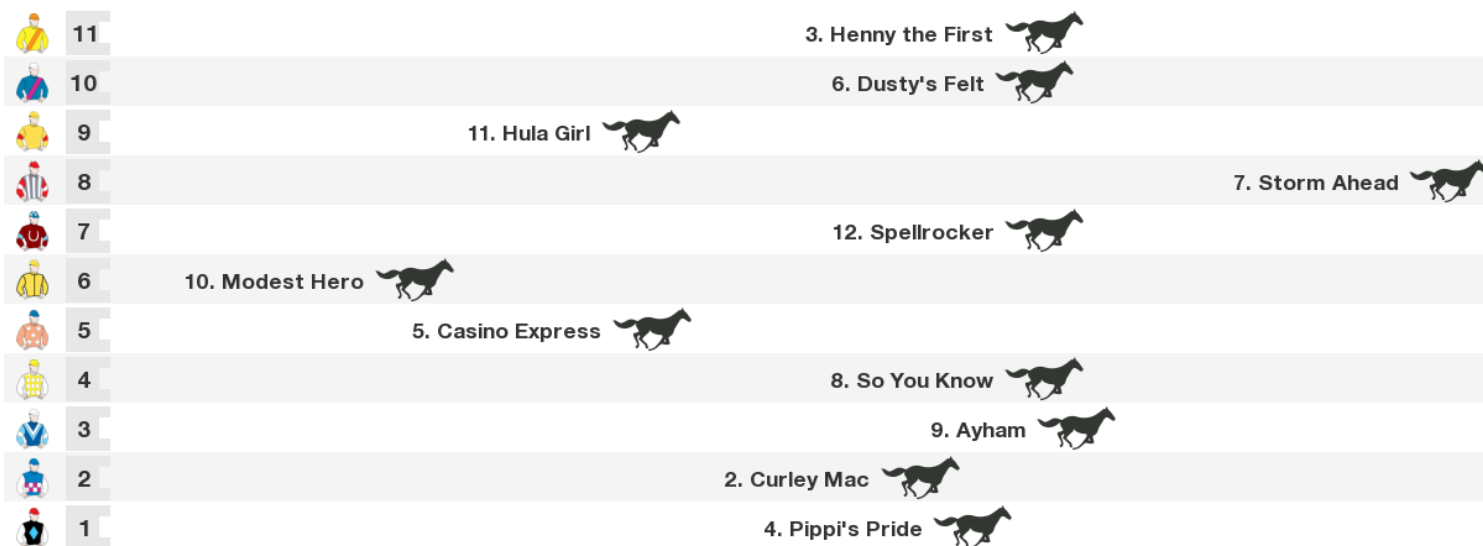 11 3. Henny the First
10 6. Dusty's Felt
9 11. Hula Girl
8 7. Storm Ahead
7 12. Spellrocker
6 10. Modest Hero
5 5. Casino Express
4 8. So You Know
3 9. Ayham
2 2. Curley Mac
1 4. Pippi's Pride